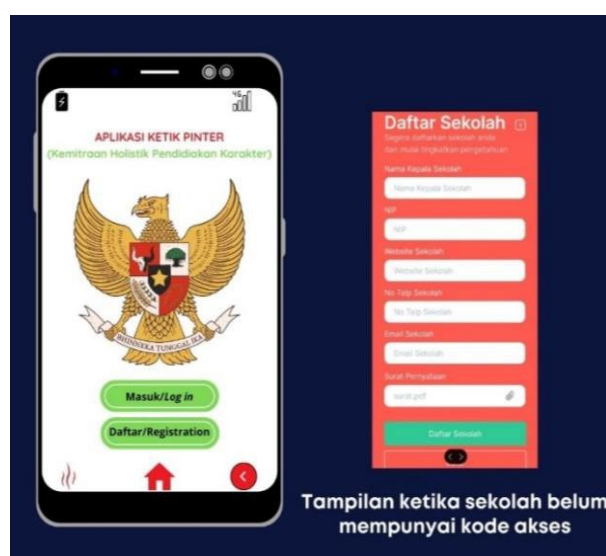 4G
APLIKASI KETIK PINTER
(Kemitraan Holistik Pendidiokan Karakter)
BHINNEKA TUNGGAL IKA
Masuk/Log in
Daftar/Registration
Daftar Sekolah
Segera daftarkan sekolah anda
dan mulai tingkatkan pengetahuan
Nama Kepala Sekolah
Nama Kepala Sekolah
NIP
NIP
Website Sekolah
Website Sekolah
No Telp Sekolah
No Telp Sekolah
Email Sekolah
Email Sekolah
Surat Pernyataan
surat.pdf
Daftar Sekolah
Tampilan ketika sekolah belum
mempunyai kode akses